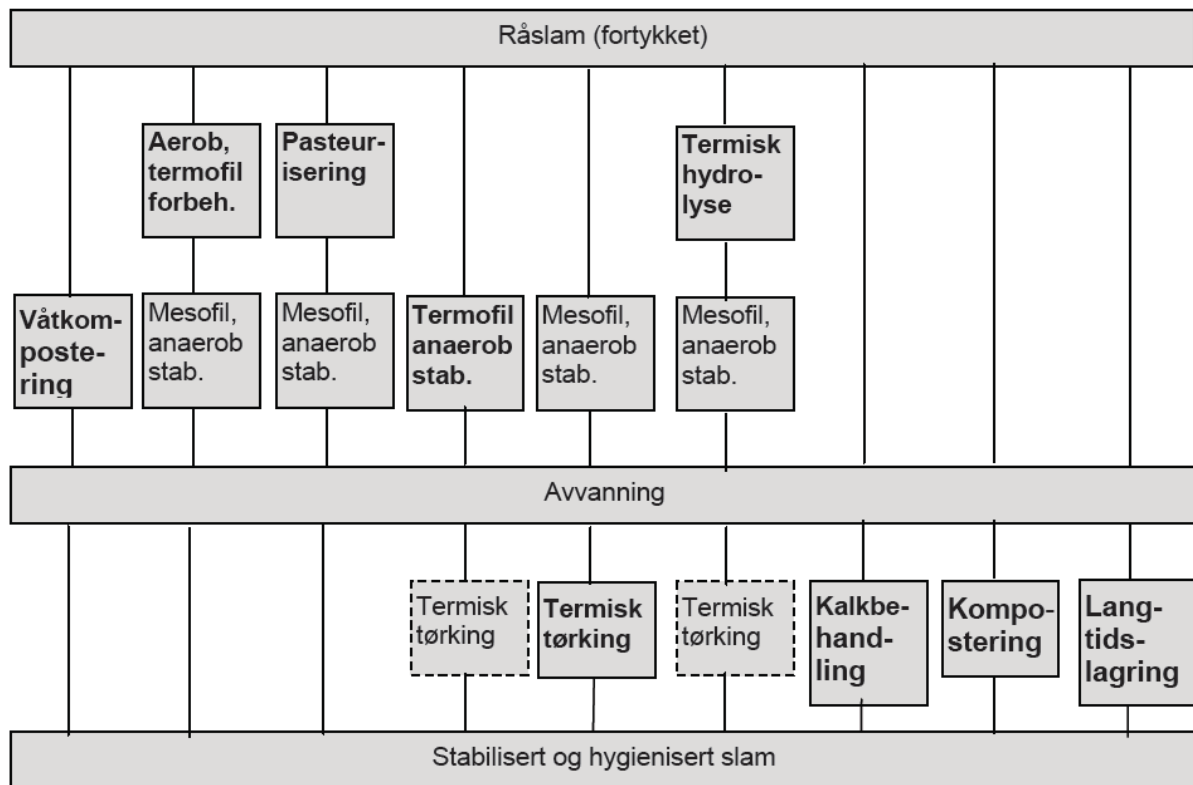 Råslam (fortykket)
Aerob,
termofil
forbeh.
Pasteur-
isering
Termisk
hydro-
lyse
Våtkom-
poste-
ring
Mesofil,
anaerob
stab.
Mesofil,
anaerob
stab.
Termofil
anaerob
stab.
Mesofil,
anaerob
stab.
Mesofil,
anaerob
stab.
Avvanning
Termisk
tørking
Termisk
tørking
Termisk
tørking
Kalkbe-
hand-
ling
Kompo-
stering
Lang-
tids-
lagring
Stabilisert og hygienisert slam